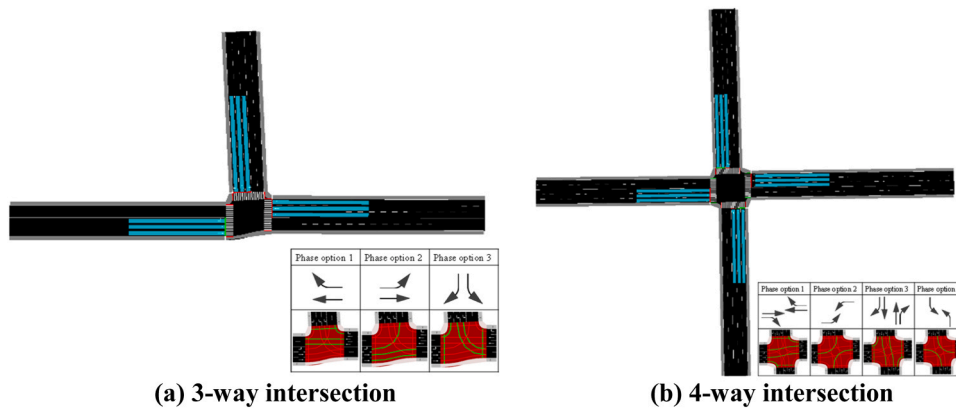 Phase option 1 Phase option 2 Phase option 3
Phase option 1 Phase option 2 Phase option 3 Phase option
(a) 3-way intersection
(b) 4-way intersection